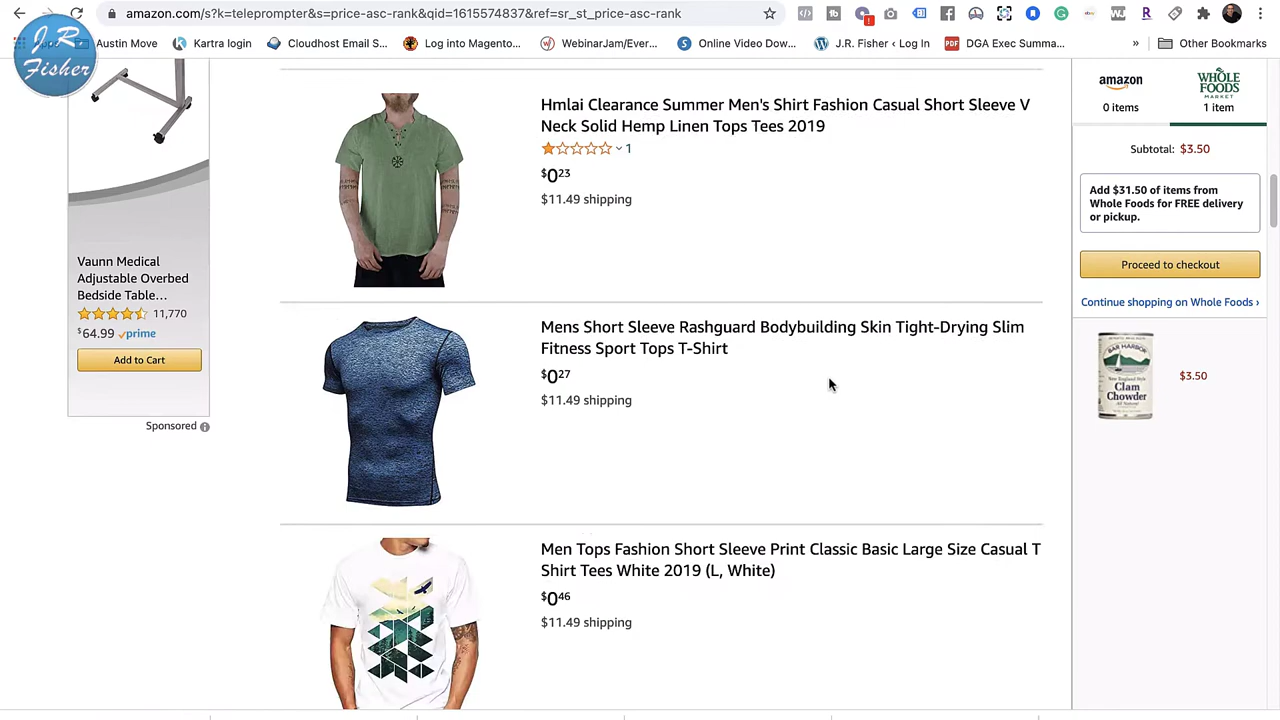 amazon.com/s?k=teleprompter&s=price-asc-rank&qid=1615574837&ref=sr_st_price-asc-rank
J.R.
Fisher
Apps
Austin Move
Kartra login
Cloudhost Email S...
Log into Magento...
WebinarJam/Ever...
Online Video Dow...
J.R. Fisher ‹ Log In
PDF
DGA Exec Summa...
»
Other Bookmarks
Vaunn Medical
Adjustable Overbed
Bedside Table...
11,770
$64.99 prime
Add to Cart
Sponsored
Hmlai Clearance Summer Men's Shirt Fashion Casual Short Sleeve V
Neck Solid Hemp Linen Tops Tees 2019
1
$0 23
$11.49 shipping
Mens Short Sleeve Rashguard Bodybuilding Skin Tight-Drying Slim
Fitness Sport Tops T-Shirt
$0 27
$11.49 shipping
Men Tops Fashion Short Sleeve Print Classic Basic Large Size Casual T
Shirt Tees White 2019 (L, White)
$0 46
$11.49 shipping
amazon
0 items
WHOLE
FOODS
MARKET
1 item
Subtotal: $3.50
Add $31.50 of items from
Whole Foods for FREE delivery
or pickup.
Proceed to checkout
Continue shopping on Whole Foods ›
BAR HARBOR
New England Style
Clam
Chowder
$3.50